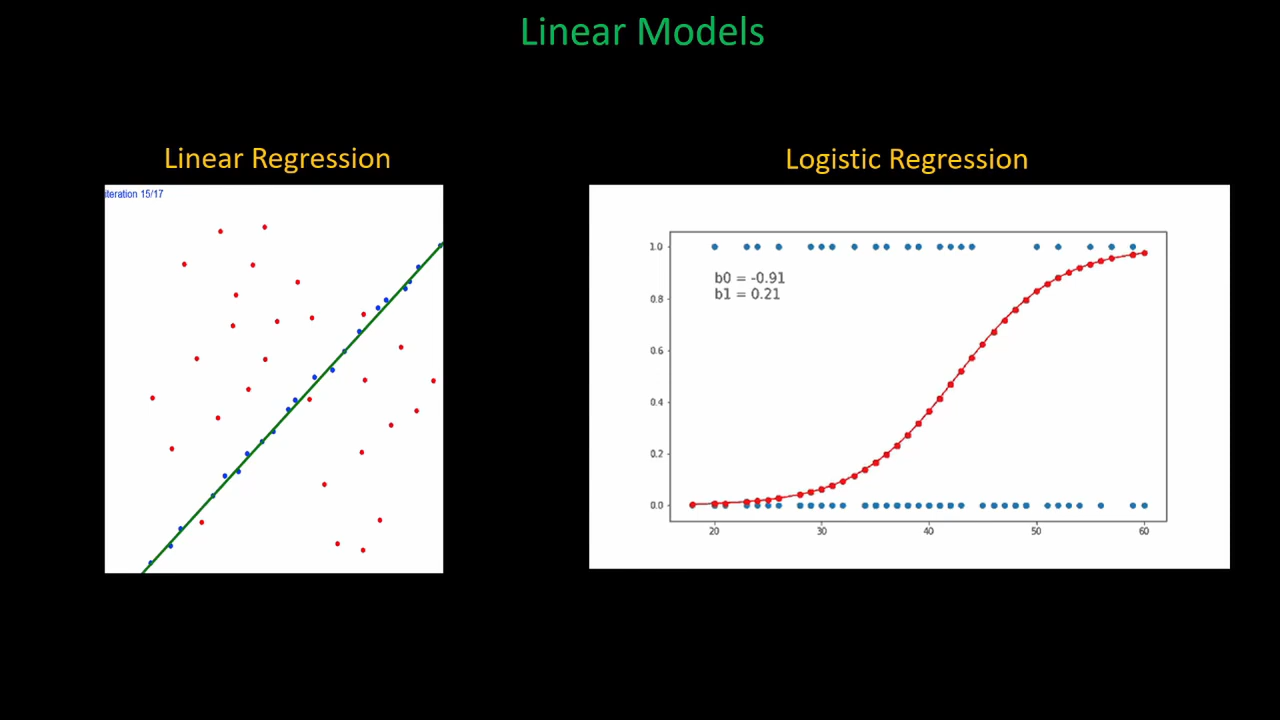 Linear Models
Linear Regression
Logistic Regression
iteration 15/17
b0 = -0.91
b1 = 0.21
1.0
0.8
0.6
0.4
0.2
0.0
20 30 40 50 60